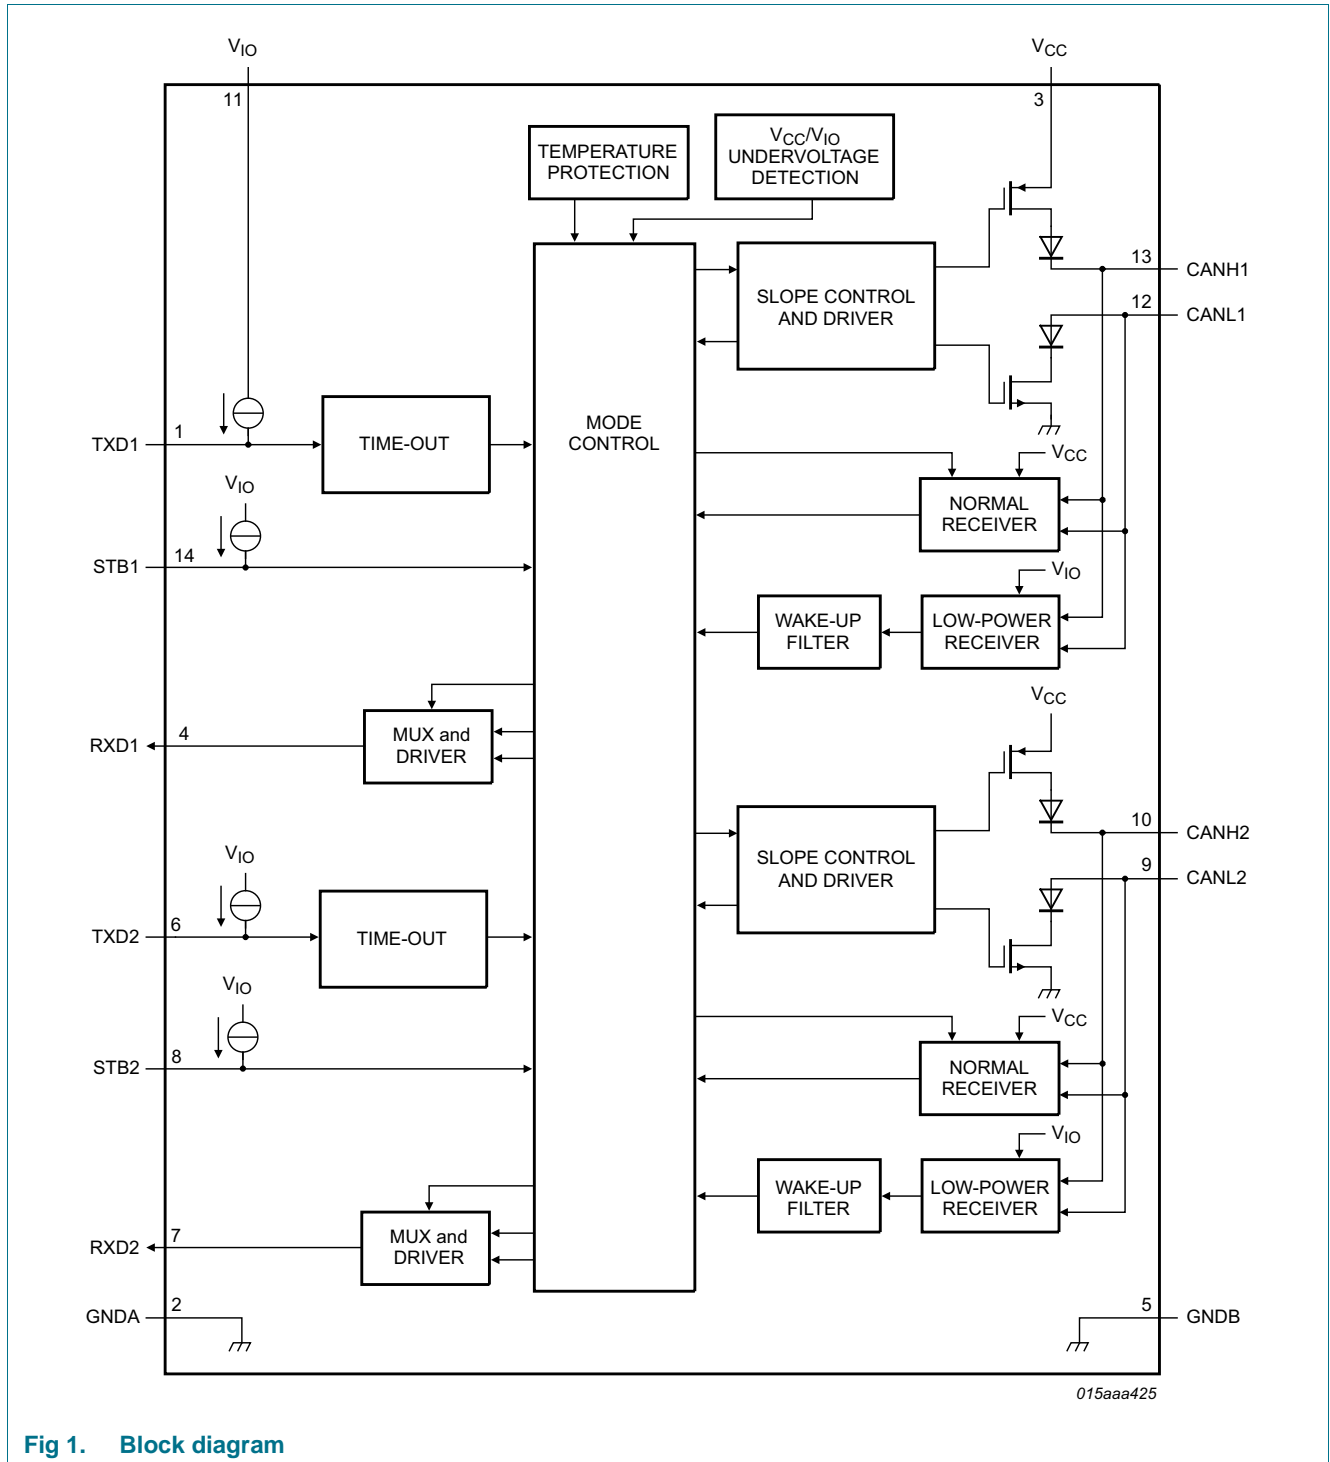 VIO
VCC
11
3
TEMPERATURE
PROTECTION
VCC/VIO
UNDERVOLTAGE
DETECTION
13
CANH1
SLOPE CONTROL
AND DRIVER
12
CANL1
MODE
CONTROL
TXD1
1
TIME-OUT
VCC
VIO
NORMAL
RECEIVER
STB1
14
VIO
WAKE-UP
FILTER
LOW-POWER
RECEIVER
VCC
RXD1
4
MUX and
DRIVER
10
CANH2
VIO
SLOPE CONTROL
AND DRIVER
9
CANL2
TXD2
6
TIME-OUT
VIO
VCC
STB2
8
NORMAL
RECEIVER
VIO
WAKE-UP
FILTER
LOW-POWER
RECEIVER
RXD2
7
MUX and
DRIVER
GNDA
2
5
GNDB
015aaa425
Fig 1. Block diagram